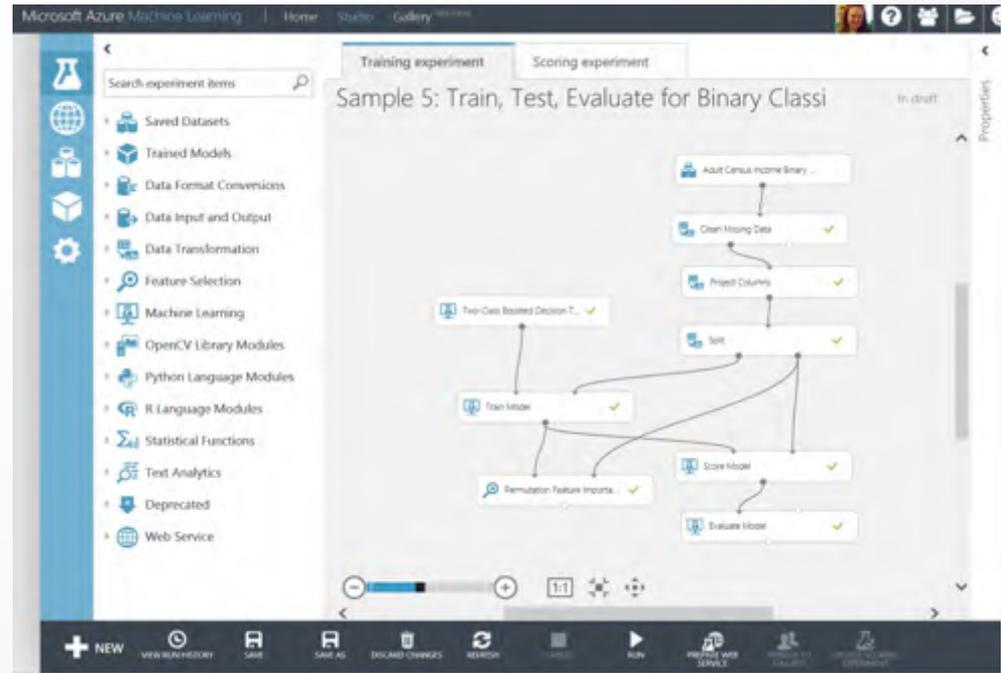 Microsoft Azure Machine Learning | Home Studio Gallery
Search experiment items
Saved Datasets
Trained Models
Data Format Conversions
Data Input and Output
Data Transformation
Feature Selection
Machine Learning
OpenCV Library Modules
Python Language Modules
R Language Modules
Statistical Functions
Text Analytics
Deprecated
Web Service
Training experiment
Scoring experiment
Sample 5: Train, Test, Evaluate for Binary Classi
In draft
Properties
Adult Census Income Binary ...
Clean Missing Data
Project Columns
Two-Class Boosted Decision T...
Split
Train Model
Score Model
Permutation Feature Importa...
Evaluate Model
1:1
NEW
VIEW RUN HISTORY
SAVE
SAVE AS
DISCARD CHANGES
REFRESH
RUN
PREPARE WEB SERVICE